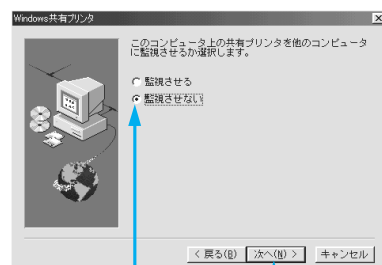 Windows共有プリンタ
このコンピュータ上の共有プリンタを他のコンピュータ
に監視させるか選択します。
監視させる
監視させない
< 戻る(B)
次へ(N) >
キャンセル